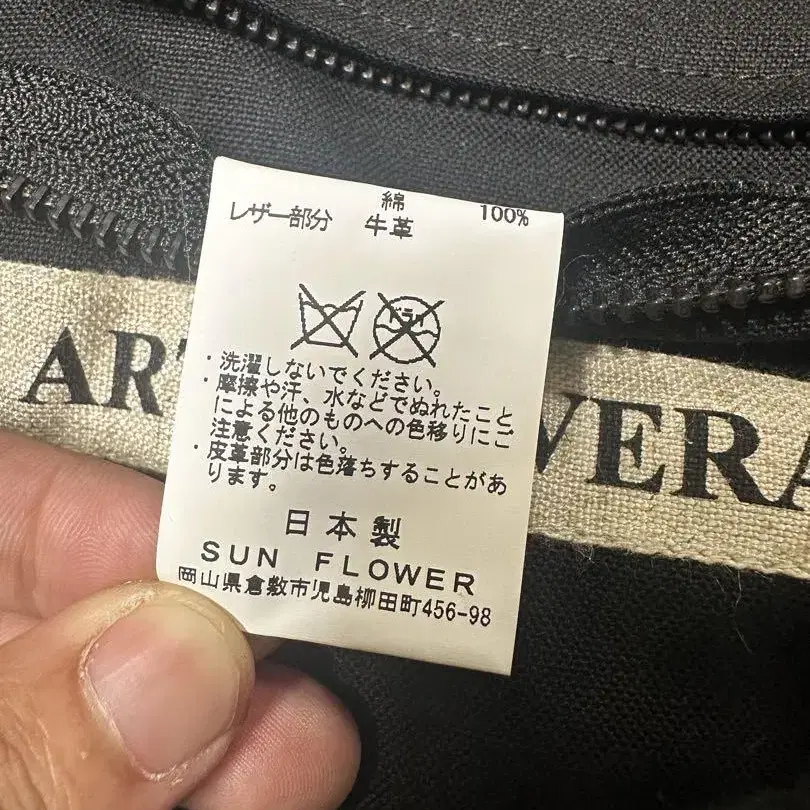 綿 100%
レザー部分 牛革
ドライ
・洗濯しないでください。
・摩擦や汗、水などでぬれたこと
による他のものへの色移りにご
注意ください。
・皮革部分は色落ちすることがあ
ります。
日本製
SUN FLOWER
岡山県倉敷市児島柳田町456-98